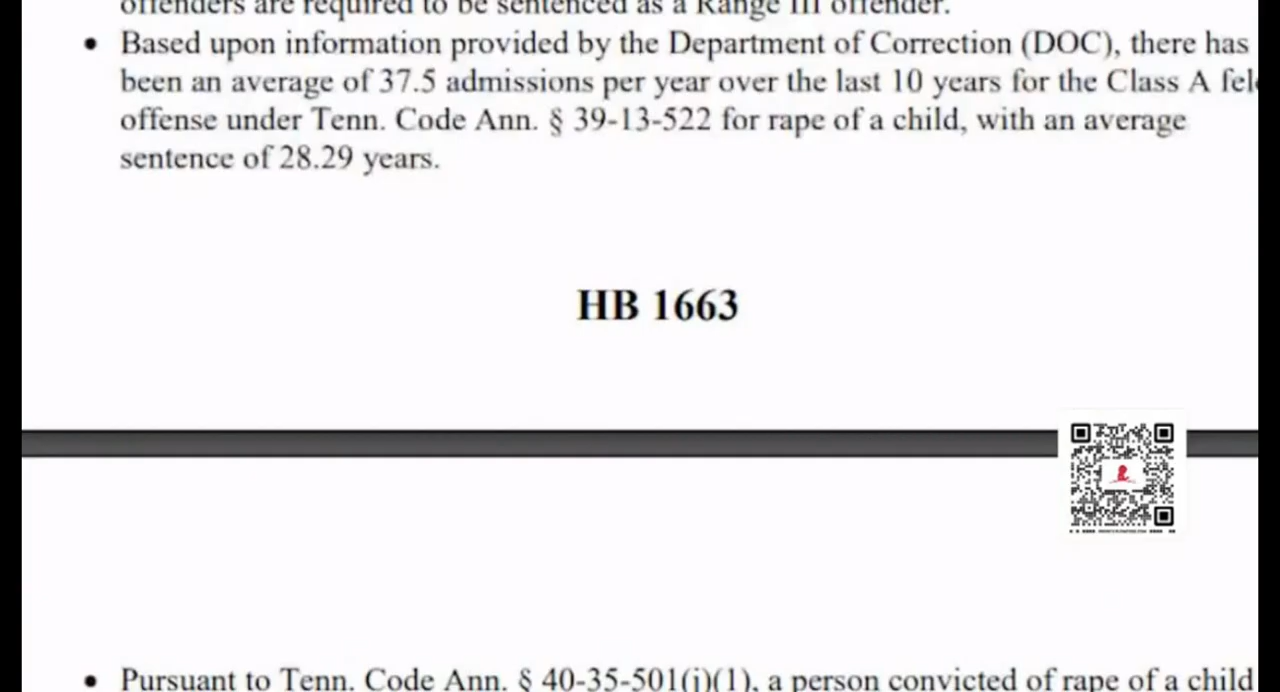 offenders are required to be sentenced as a Range III offender.
• Based upon information provided by the Department of Correction (DOC), there has
been an average of 37.5 admissions per year over the last 10 years for the Class A
offense under Tenn. Code Ann. § 39-13-522 for rape of a child, with an average
sentence of 28.29 years.
HB 1663
• Pursuant to Tenn. Code Ann. § 40-35-501(i)(1), a person convicted of rape of a child